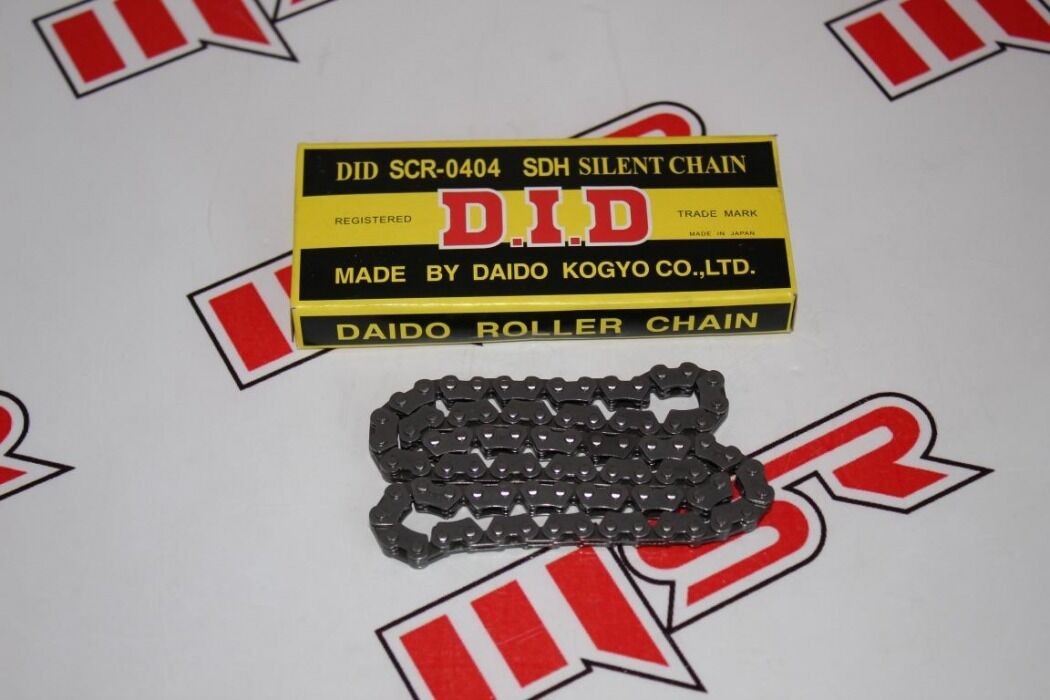 DID SCR-0404 SDH SILENT CHAIN
REGISTERED D.I.D TRADE MARK
MADE IN JAPAN
MADE BY DAIDO KOGYO CO.,LTD.
DAIDO ROLLER CHAIN